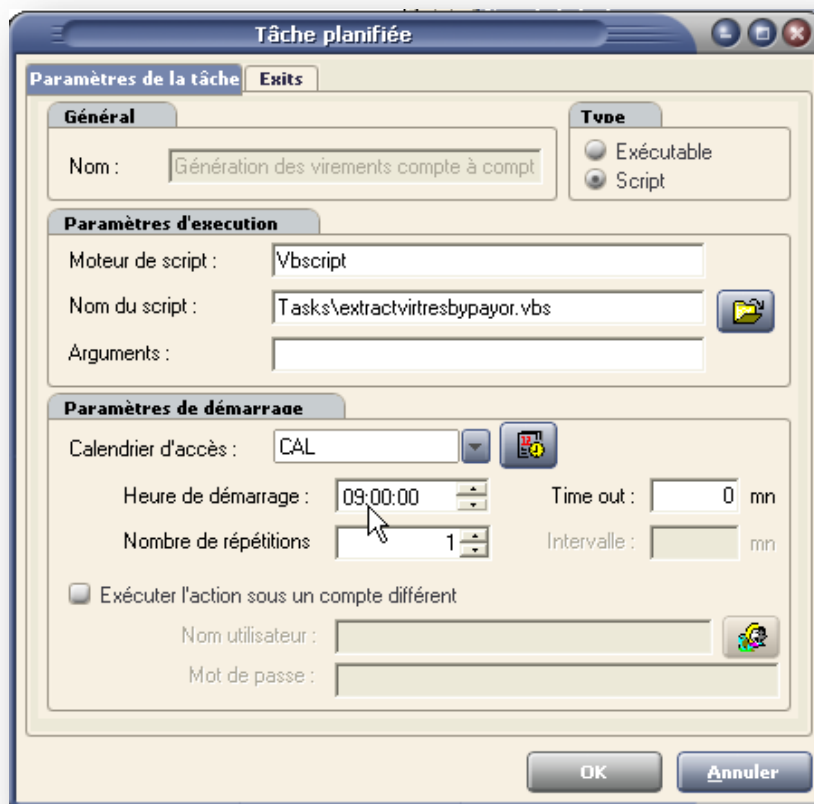 Tâche planifiée
Paramètres de la tâche Exits
Général
Nom : Génération des virements compte à compt
Type
Exécutable
Script
Paramètres d'execution
Moteur de script : Vbscript
Nom du script : Tasks\extractvirtresbypayor.vbs
Arguments :
Paramètres de démarrage
Calendrier d'accès : CAL
Heure de démarrage : 09:00:00 Time out : 0 mn
Nombre de répétitions 1 Intervalle : mn
Exécuter l'action sous un compte différent
Nom utilisateur :
Mot de passe :
OK Annuler